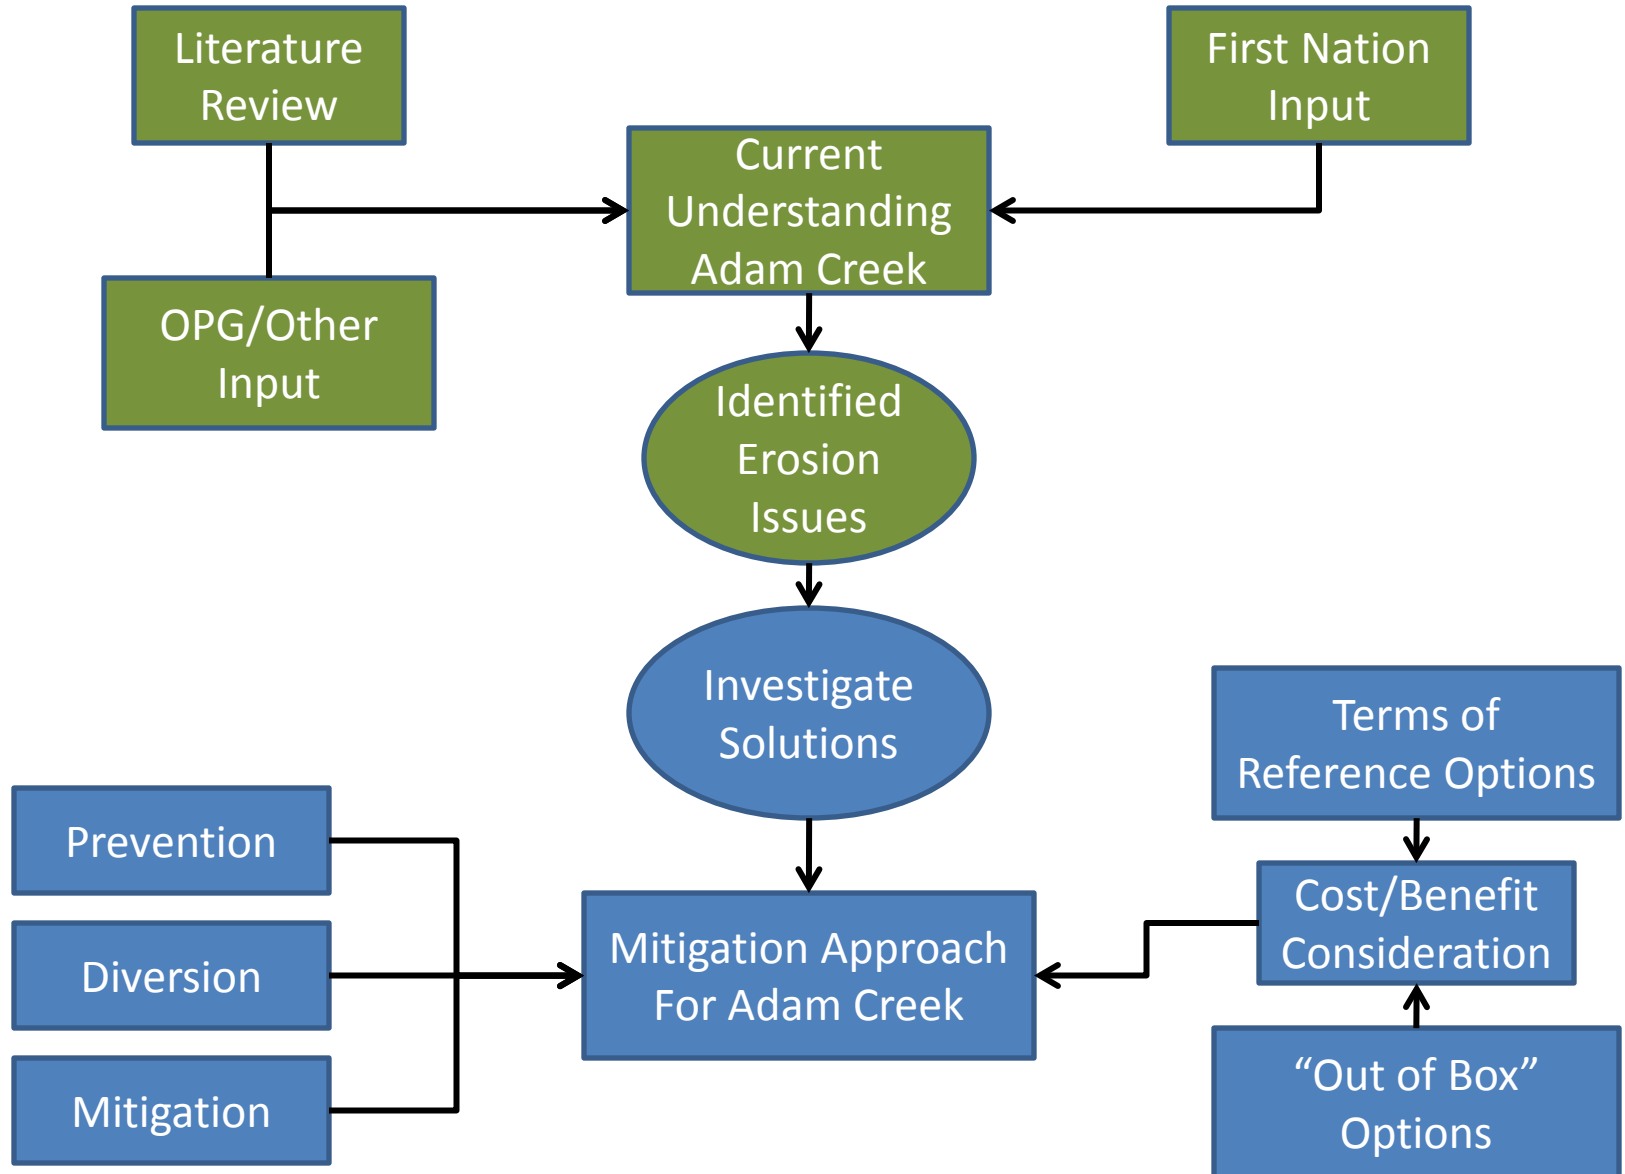 Literature
Review
First Nation
Input
Current
Understanding
Adam Creek
OPG/Other
Input
Identified
Erosion
Issues
Investigate
Solutions
Terms of
Reference Options
Prevention
Cost/Benefit
Consideration
Diversion
Mitigation Approach
For Adam Creek
Mitigation
“Out of Box”
Options